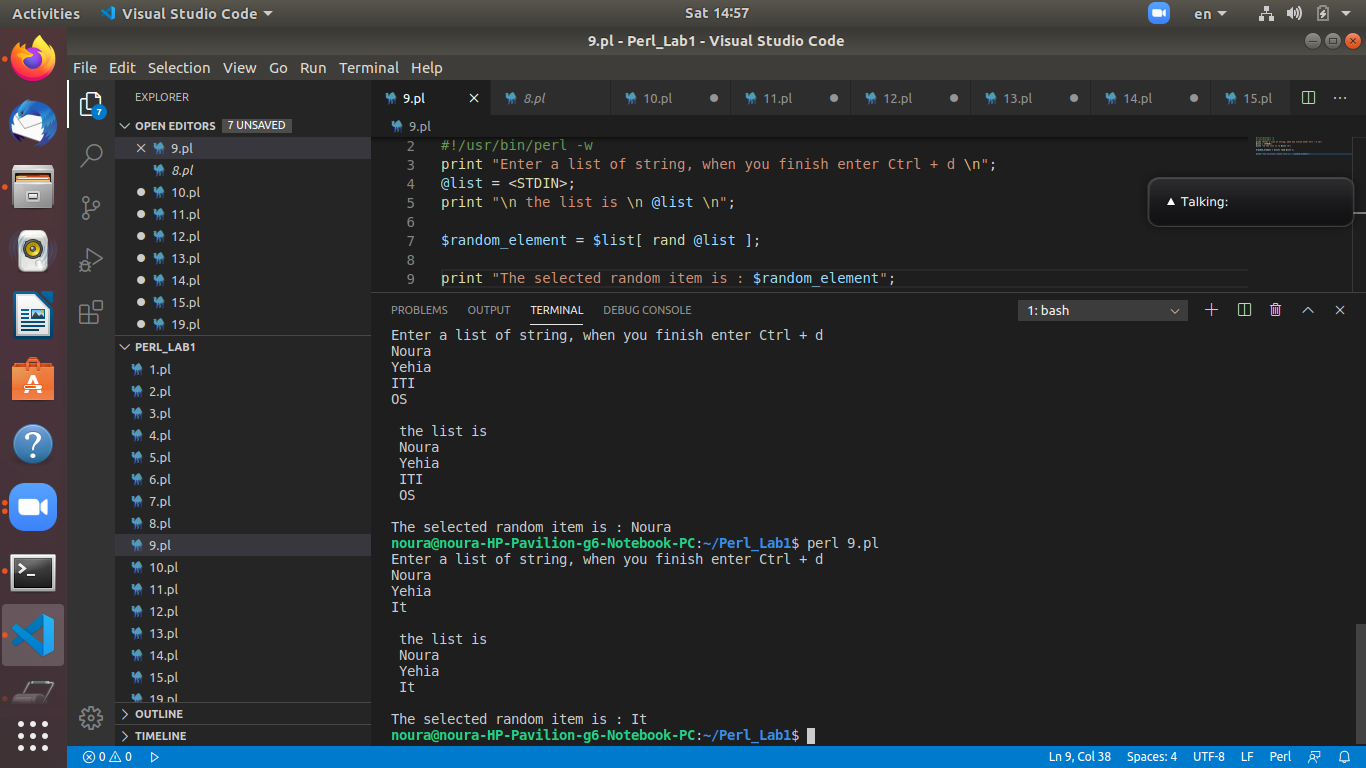 Activities
Visual Studio Code
Sat 14:57
en
9.pl - Perl_Lab1 - Visual Studio Code
File Edit Selection View Go Run Terminal Help
EXPLORER
OPEN EDITORS 7 UNSAVED
9.pl
8.pl
10.pl
11.pl
12.pl
13.pl
14.pl
15.pl
19.pl
PERL_LAB1
1.pl
2.pl
3.pl
4.pl
5.pl
6.pl
7.pl
8.pl
9.pl
10.pl
11.pl
12.pl
13.pl
14.pl
15.pl
19.pl
OUTLINE
TIMELINE
7
9.pl 8.pl 10.pl 11.pl 12.pl 13.pl 14.pl 15.pl
9.pl
2 #!/usr/bin/perl -w
3 print "Enter a list of string, when you finish enter Ctrl + d \n";
4 @list = <STDIN>;
5 print "\n the list is \n @list \n";
6
7 $random_element = $list[ rand @list ];
8
9 print "The selected random item is : $random_element";
Talking:
PROBLEMS OUTPUT TERMINAL DEBUG CONSOLE
1: bash
Enter a list of string, when you finish enter Ctrl + d
Noura
Yehia
ITI
OS
the list is
Noura
Yehia
ITI
OS
The selected random item is : Noura
noura@noura-HP-Pavilion-g6-Notebook-PC:~/Perl_Lab1$ perl 9.pl
Enter a list of string, when you finish enter Ctrl + d
Noura
Yehia
It
the list is
Noura
Yehia
It
The selected random item is : It
noura@noura-HP-Pavilion-g6-Notebook-PC:~/Perl_Lab1$
0 0
Ln 9, Col 38 Spaces: 4 UTF-8 LF Perl